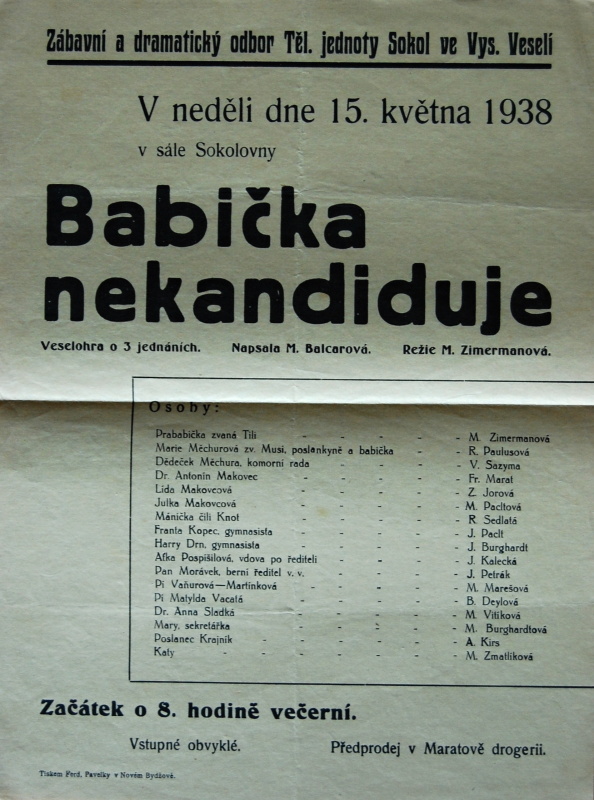 Zábavní a dramatický odbor Těl. jednoty Sokol ve Vys. Veselí
V neděli dne 15. května 1938
v sále Sokolovny
Babička
nekandiduje
Veselohra o 3 jednáních. Napsala M. Balcarová. Režie M. Zimermanová.
Osoby:
Prababička zvaná Tili - - - - - M. Zimermanová
Marie Měchurová zv. Musi, poslankyně a babička - - R. Paulusová
Dědeček Měchura, komorní rada - - - - V. Sazyma
Dr. Antonín Makovec - - - - - Fr. Marat
Lida Makovcová - - - - - Z. Jorová
Julka Makovcová - - - - - M. Pacltová
Mánička čili Knot - - - - - R. Sedlatá
Franta Kopec, gymnasista - - - - - J. Paclt
Harry Drn, gymnasista - - - - - J. Burghardt
Afka Pospíšilová, vdova po řediteli - - - - J. Kalecká
Pan Morávek, berní ředitel v. v. - - - - J. Petrák
Pí Vaňurová—Martínková - - - - M. Marešová
Pí Matylda Vacatá - - - - - B. Deylová
Dr. Anna Sladká - - - - - M. Vitíková
Mary, sekretářka - - - - - M. Burghardtová
Poslanec Krajník - - - - - A. Kirs
Katy - - - - - - - M. Zmatlíková
Začátek o 8. hodině večerní.
Vstupné obvyklé. Předprodej v Maratově drogerii.
Tiskem Ferd. Pavelky v Novém Bydžově.